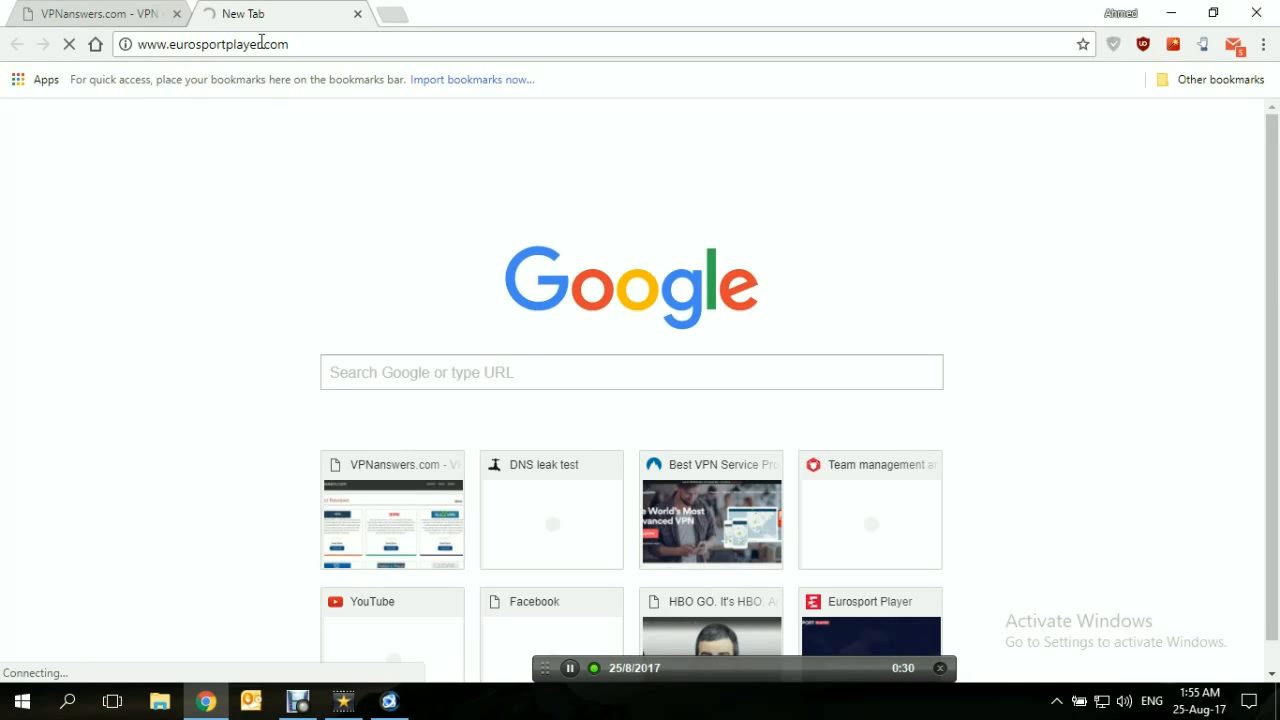 VPNanswers.com - VPN
New Tab
Ahmed
www.eurosportplayer.com
5
Apps
For quick access, place your bookmarks here on the bookmarks bar. Import bookmarks now...
Other bookmarks
Google
Search Google or type URL
VPNanswers.com - V
DNS leak test
Best VPN Service Pro
Team management a
YouTube
Facebook
HBO GO. It's HBO. A
Eurosport Player
Activate Windows
Go to Settings to activate Windows.
Connecting...
25/8/2017
0:30
ENG
1:55 AM
25-Aug-17